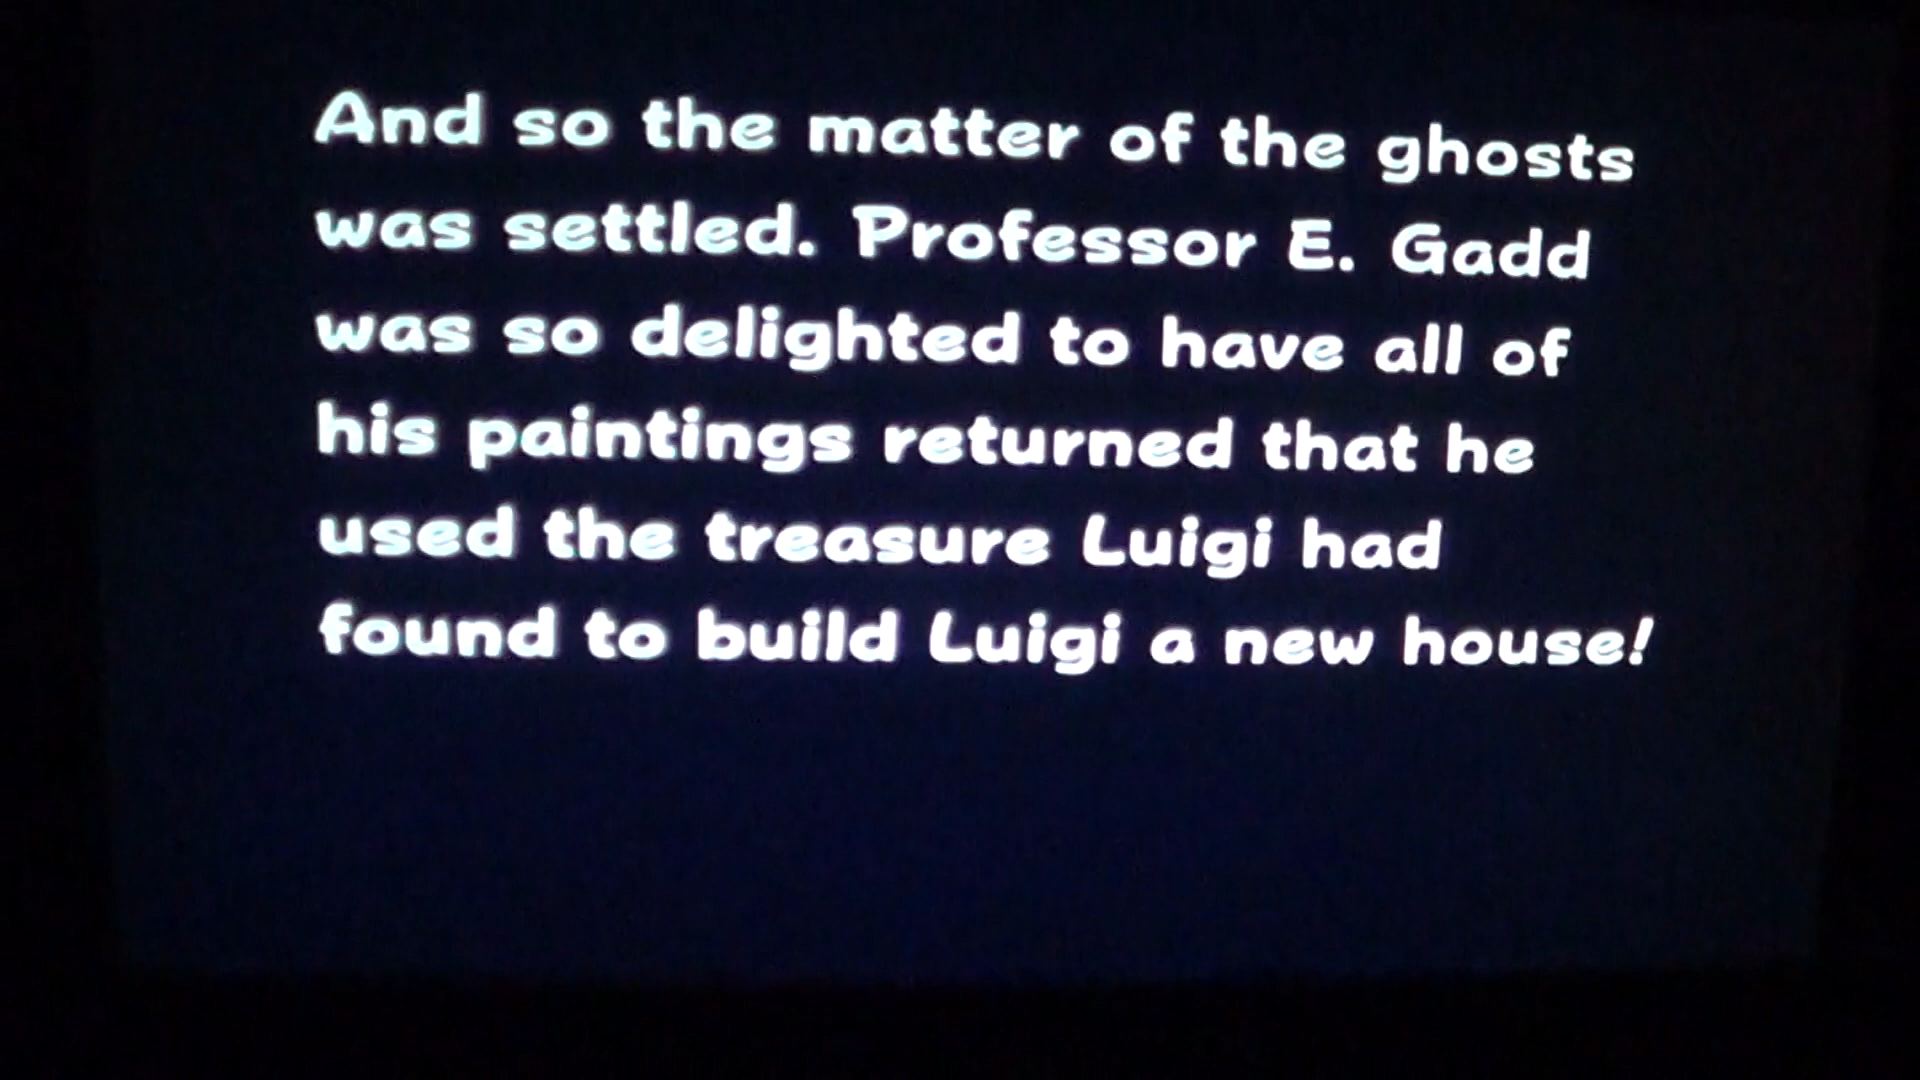 And so the matter of the ghosts
was settled. Professor E. Gadd
was so delighted to have all of
his paintings returned that he
used the treasure Luigi had
found to build Luigi a new house!